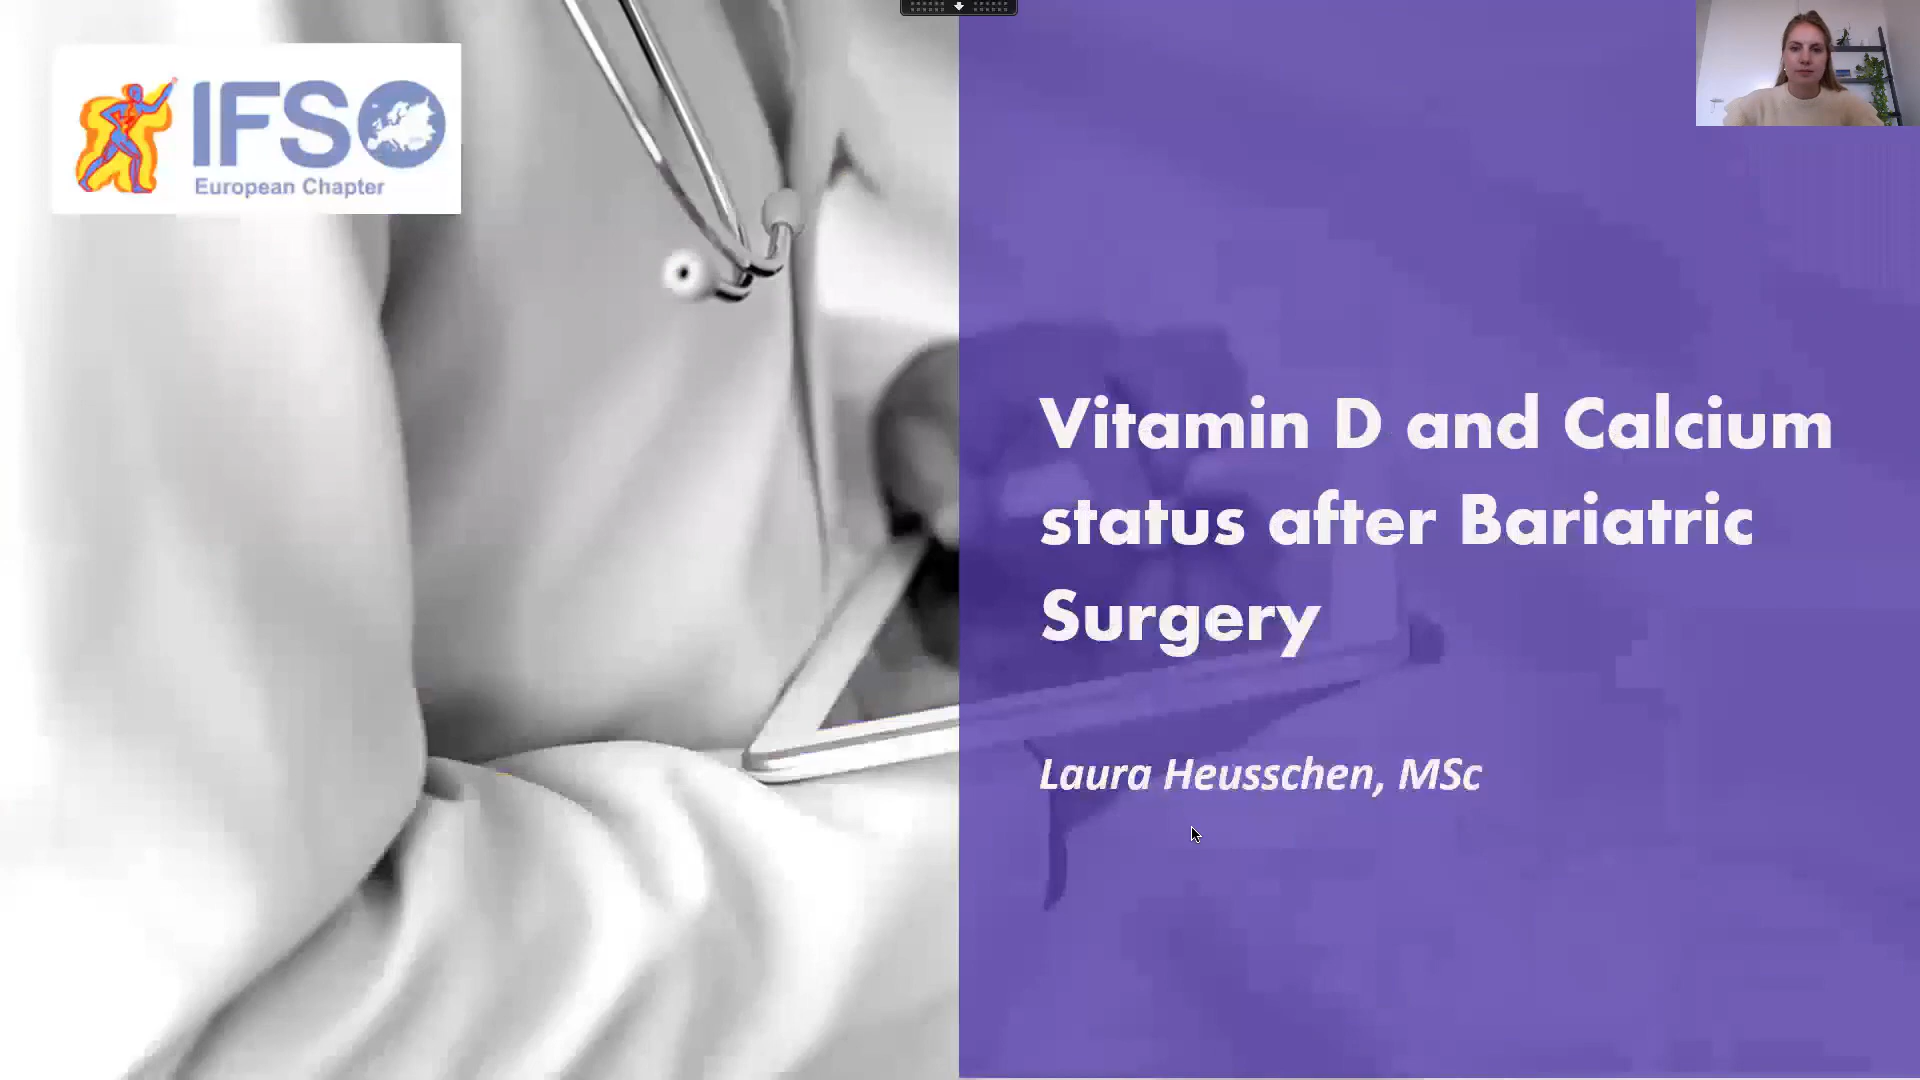 IFSO
European Chapter
Vitamin D and Calcium
status after Bariatric
Surgery
Laura Heusschen, MSc